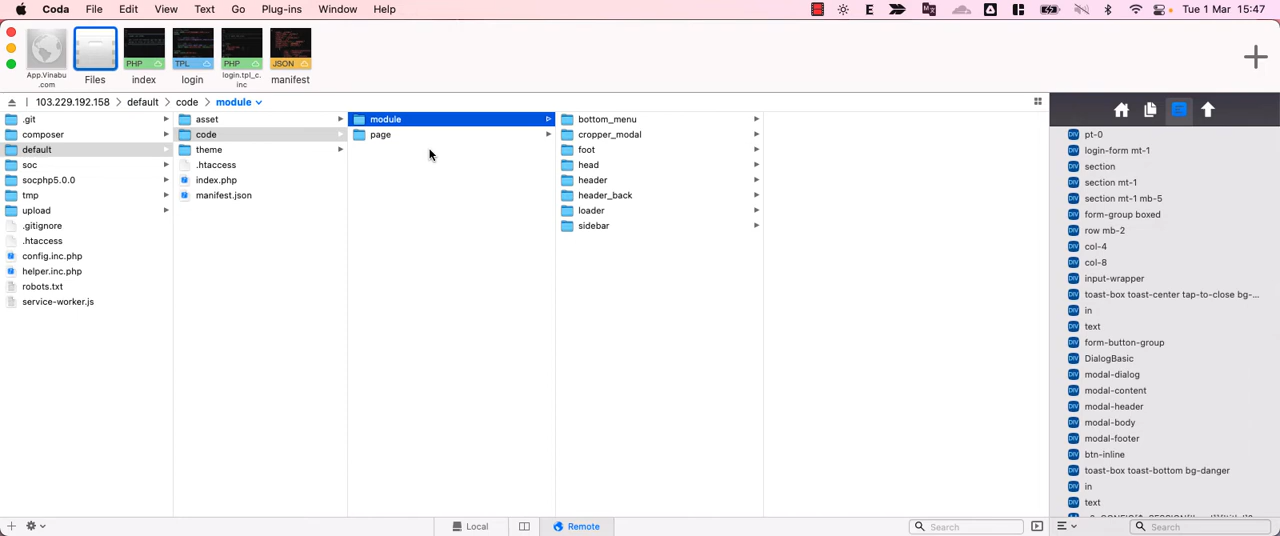 Coda File Edit View Text Go Plug-ins Window Help Tue 1 Mar 15:47
PHP TPL PHP JSON
App.Vinabu
.com
Files index login login.tpl_c.
inc
manifest
103.229.192.158 default code module
.git
composer
default
soc
socphp5.0.0
tmp
upload
.gitignore
.htaccess
config.inc.php
helper.inc.php
robots.txt
service-worker.js
asset
code
theme
.htaccess
index.php
manifest.json
module
page
bottom_menu
cropper_modal
foot
head
header
header_back
loader
sidebar
pt-0
login-form mt-1
section
section mt-1
section mt-1 mb-5
form-group boxed
row mb-2
col-4
col-8
input-wrapper
toast-box toast-center tap-to-close bg-...
in
text
form-button-group
DialogBasic
modal-dialog
modal-content
modal-header
modal-body
modal-footer
btn-inline
toast-box toast-bottom bg-danger
in
text
Local Remote Search Search